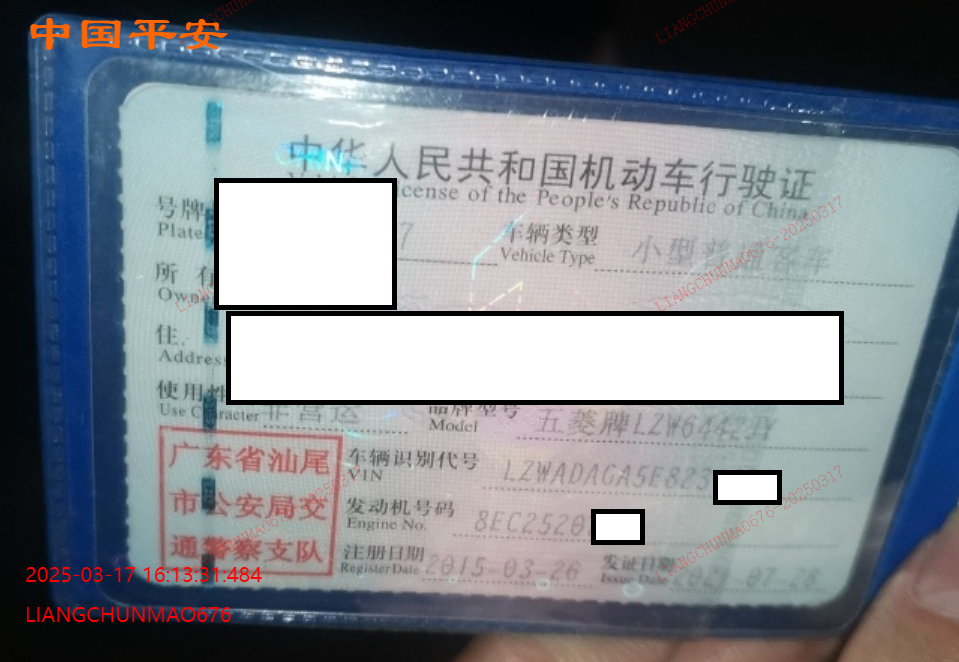 中国平安
中华人民共和国机动车行驶证
icense of the People's Republic of China
号牌
Plate
7
车辆类型
Vehicle Type
小型普通客车
所有
Owne
住
Address
使用性
Use Character
非营运
品牌型号
Model
五菱牌LZW6442JY
广东省汕尾
市公安局交
通警察支队
车辆识别代号
VIN
LZWADAGA5E823
发动机号码
Engine No.
8EC2520
注册日期
Register Date
2015-03-26
发证日期
Issue Date
2021-07-28
2025-03-17 16:13:31:484
LIANGCHUNMAO676
LIANGCHUNMAO676-20250317